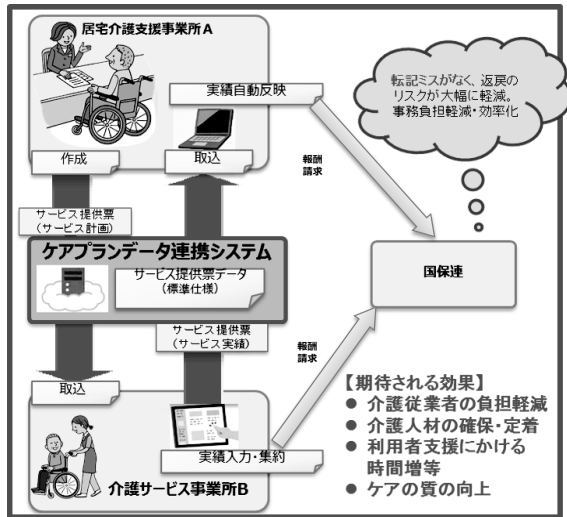 居宅介護支援事業所A
実績自動反映
作成
取込
転記ミスがなく、返戻の
リスクが大幅に軽減。
事務負担軽減・効率化
報酬
請求
サービス提供票
(サービス計画)
ケアプランデータ連携システム
サービス提供票データ
(標準仕様)
国保連
サービス提供票
(サービス実績)
報酬
請求
取込
実績入力・集約
介護サービス事業所B
【期待される効果】
● 介護従業者の負担軽減
● 介護人材の確保・定着
● 利用者支援にかける
時間増等
● ケアの質の向上